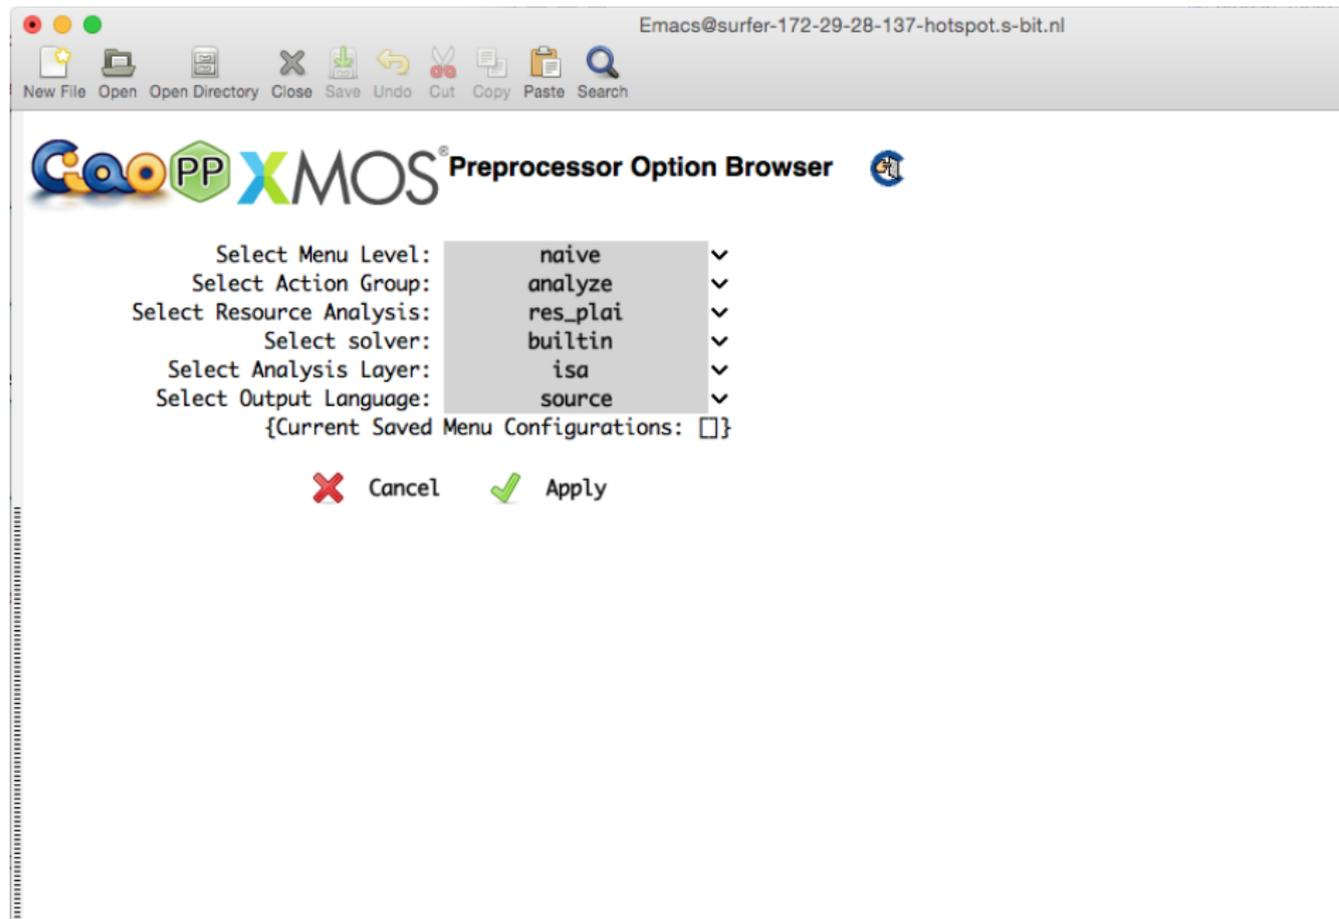 Emacs@surfer-172-29-28-137-hotspot.s-bit.nl
New File Open Open Directory Close Save Undo Cut Copy Paste Search
Ciao PP XMOS® Preprocessor Option Browser
Select Menu Level: naive
Select Action Group: analyze
Select Resource Analysis: res_plai
Select solver: builtin
Select Analysis Layer: isa
Select Output Language: source
{Current Saved Menu Configurations: []}
Cancel Apply